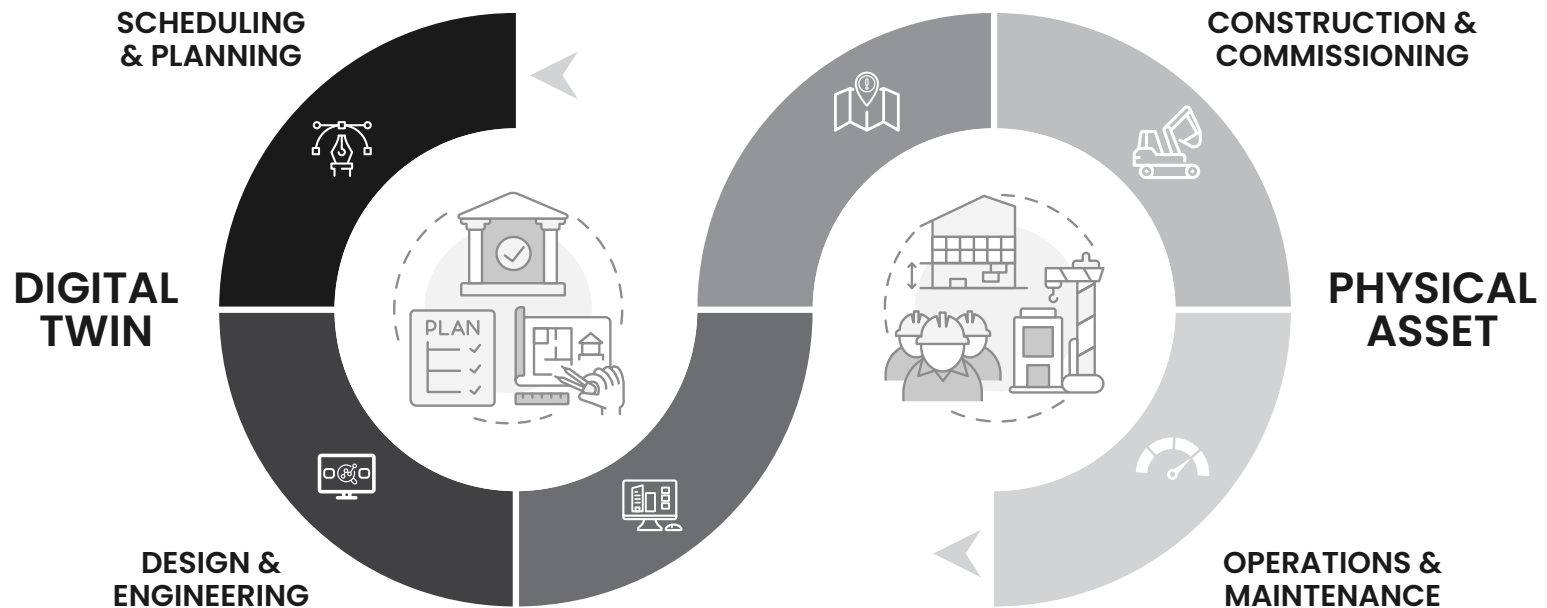 SCHEDULING
& PLANNING
CONSTRUCTION &
COMMISSIONING
DIGITAL
TWIN
PLAN
PHYSICAL
ASSET
DESIGN &
ENGINEERING
OPERATIONS &
MAINTENANCE